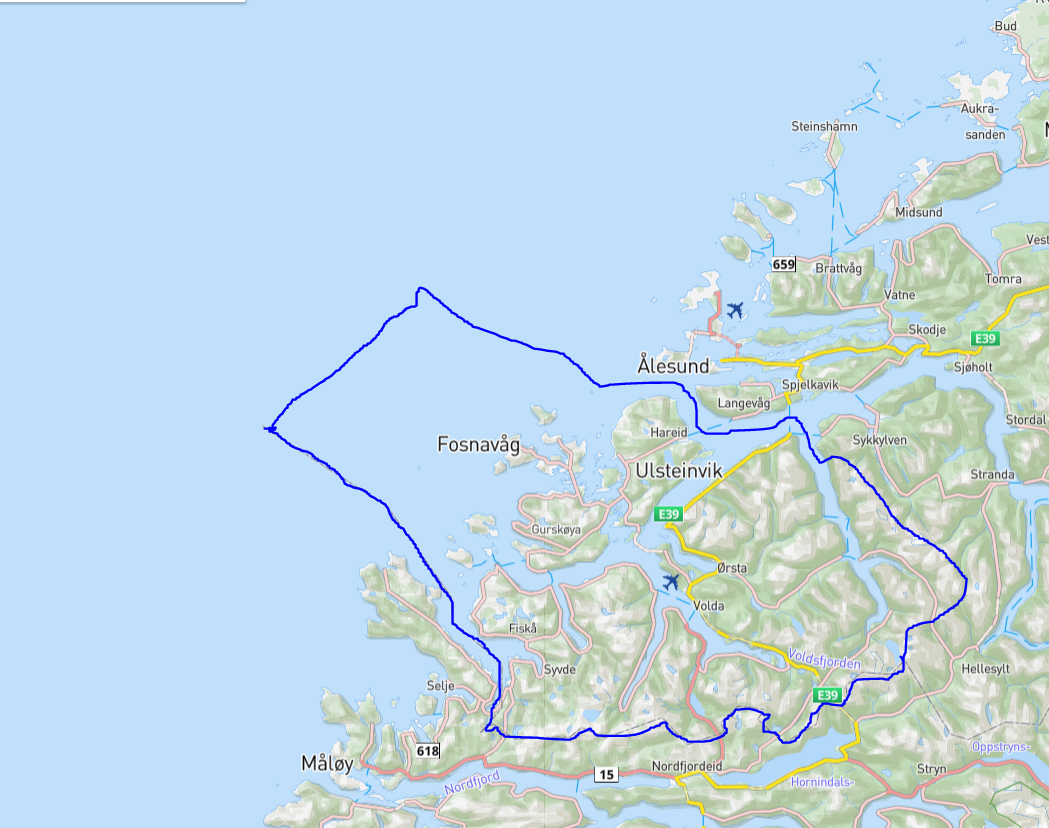 Bud
Aukra-
sanden
Steinshamn
Midsund
Vest
659
Brattvåg
Tomra
Vatne
Skodje
E39
Sjøholt
Ålesund
Spjelkavik
Langevåg
Stordal
Hareid
Sykkylven
Fosnavåg
Ulsteinvik
Stranda
E39
Gurskøya
Ørsta
Volda
Fiskå
Voldsfjorden
Syvde
Hellesylt
Selje
E39
618
Oppstryns-
Måløy
Nordfjordeid
Stryn
15
Nordfjord
Hornindals-